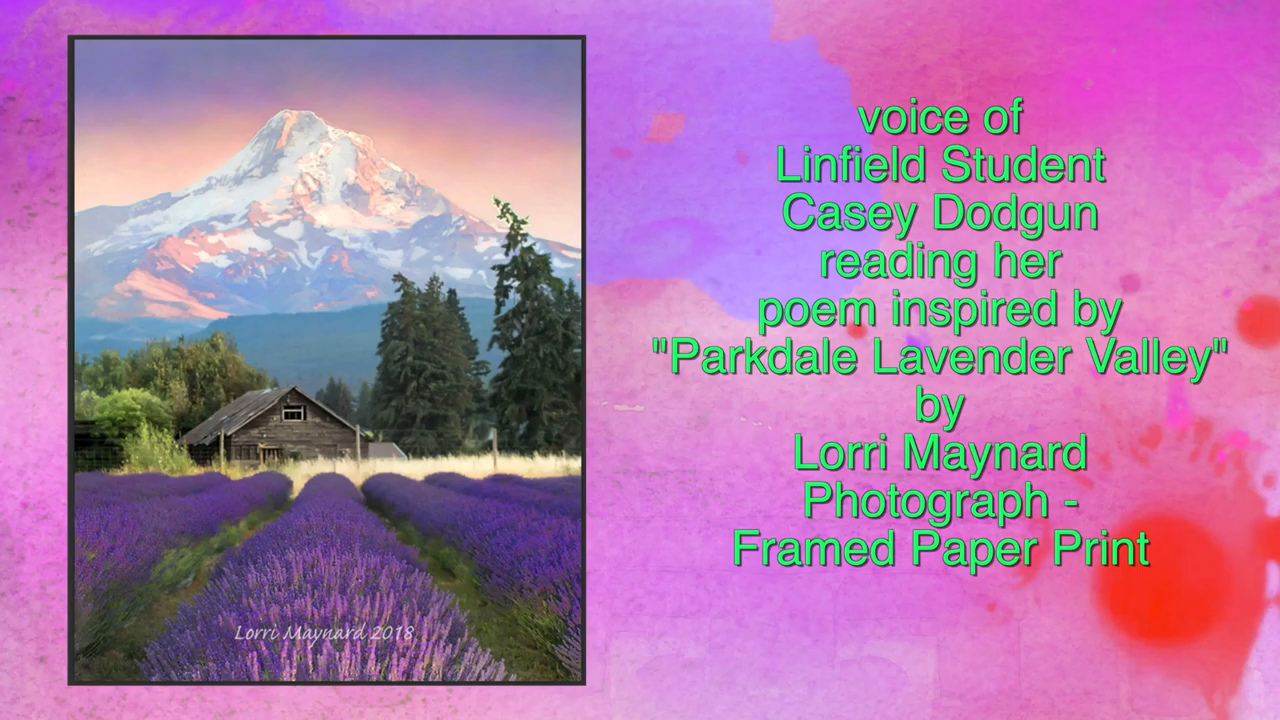 voice of
Linfield Student
Casey Dodgun
reading her
poem inspired by
"Parkdale Lavender Valley"
by
Lorri Maynard
Photograph -
Framed Paper Print
Lorri Maynard 2018